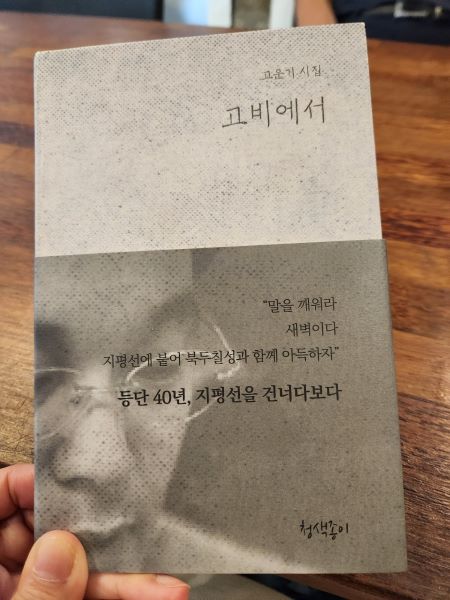 고운기 시집
고비에서
“말을 깨워라
새벽이다
지평선에 붙어 북두칠성과 함께 아득하자”
등단 40년, 지평선을 건너다보다
청색종이